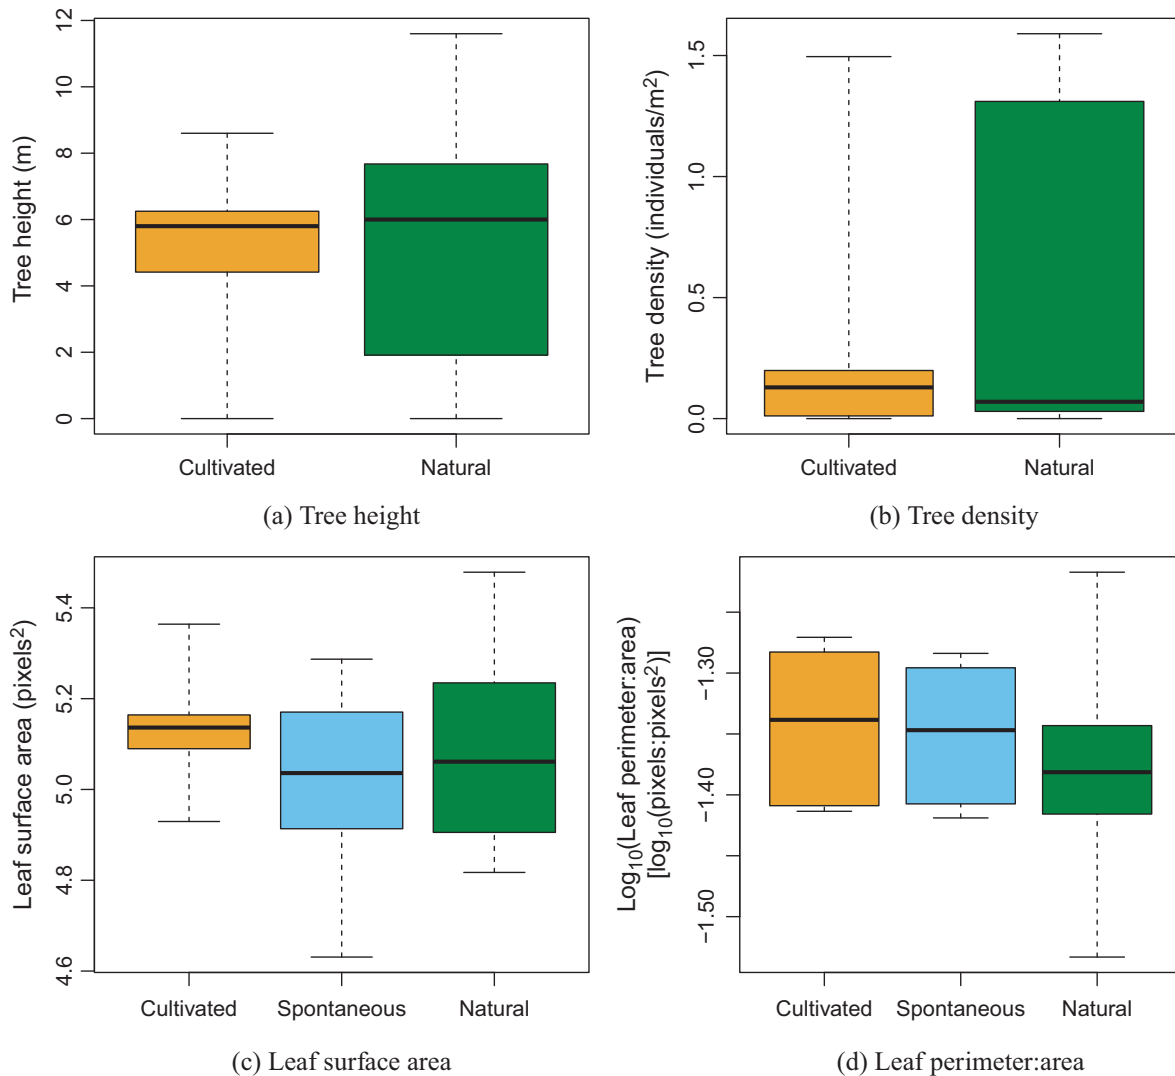 Tree height (m)
0
2
4
6
8
10
12
Cultivated
Natural
(a) Tree height
Tree density (individuals/m²)
0.0
0.5
1.0
1.5
Cultivated
Natural
(b) Tree density
Leaf surface area (pixels²)
4.6
4.8
5.0
5.2
5.4
Cultivated
Spontaneous
Natural
(c) Leaf surface area
Log₁₀(Leaf perimeter:area)
[log₁₀(pixels:pixels²)]
−1.50
−1.40
−1.30
Cultivated
Spontaneous
Natural
(d) Leaf perimeter:area